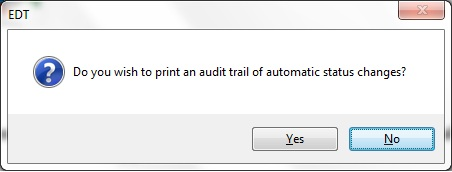 EDT
Do you wish to print an audit trail of automatic status changes?
Yes
No